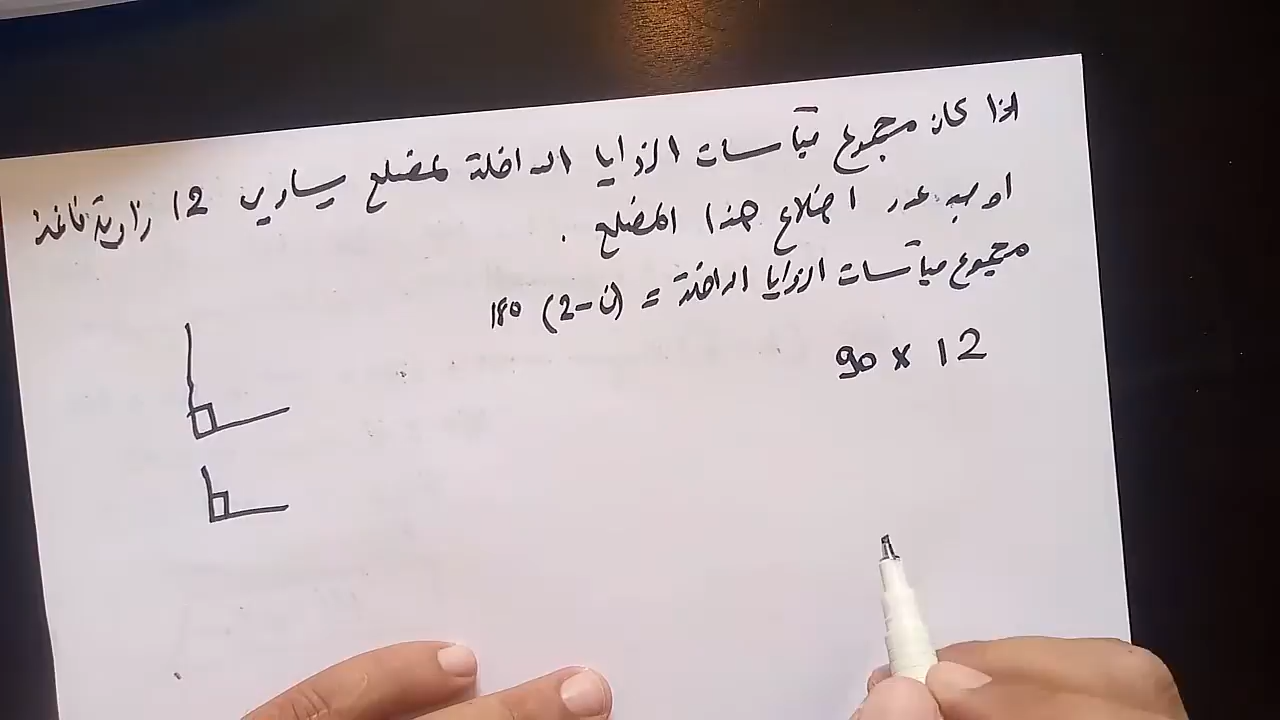 اذا كان مجموع قياسات الزوايا الداخلة لمضلع يساوي 12 زاوية قائمة
اوجد عدد اضلاع هذا المضلع .
مجموع قياسات الزوايا الداخلة = (ن-2) 180
90 x 12